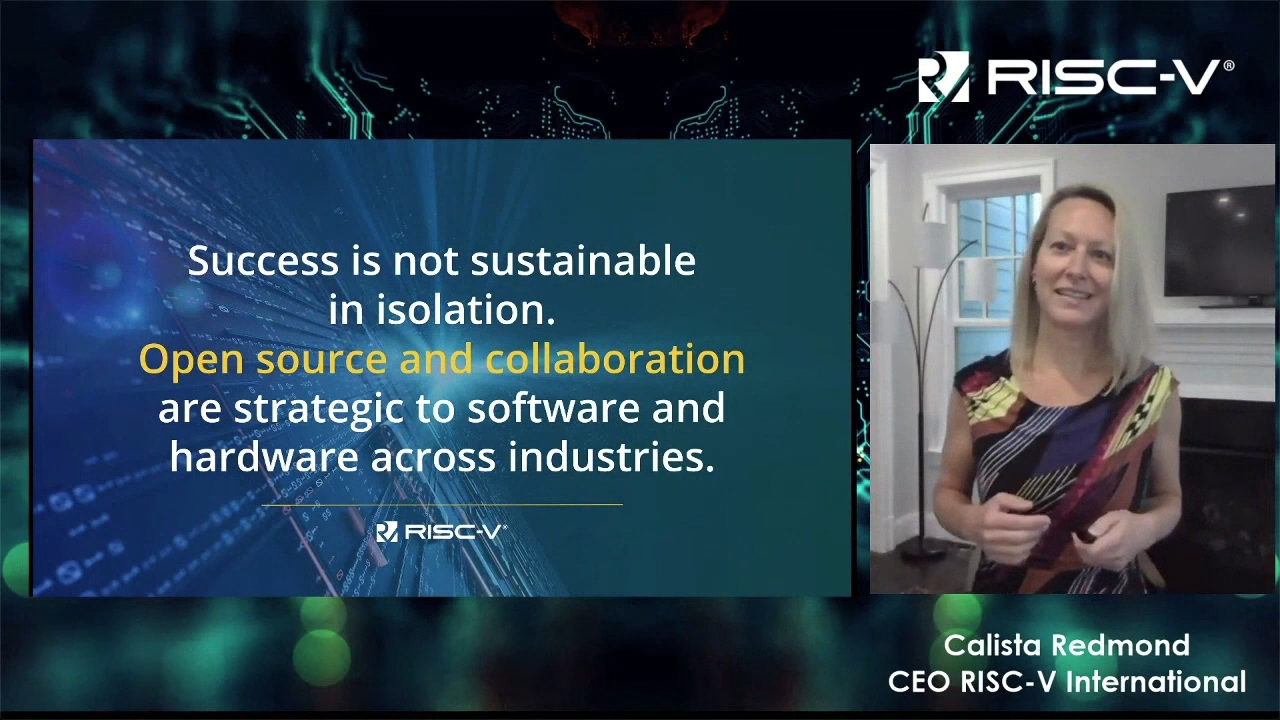 RISC-V®
Success is not sustainable
in isolation.
Open source and collaboration
are strategic to software and
hardware across industries.
RISC-V®
Calista Redmond
CEO RISC-V International